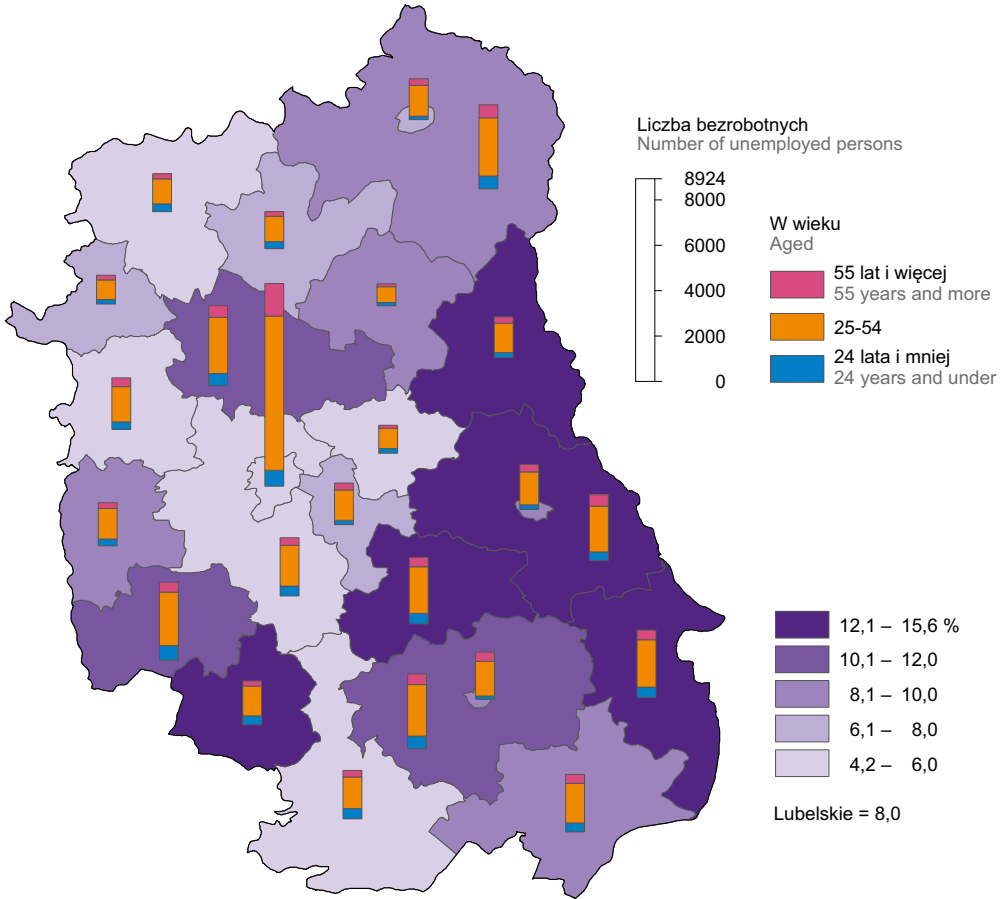 Liczba bezrobotnych
Number of unemployed persons
8924
8000
6000
4000
2000
0
W wieku
Aged
55 lat i więcej
55 years and more
25-54
24 lata i mniej
24 years and under
12,1 – 15,6 %
10,1 – 12,0
8,1 – 10,0
6,1 – 8,0
4,2 – 6,0
Lubelskie = 8,0